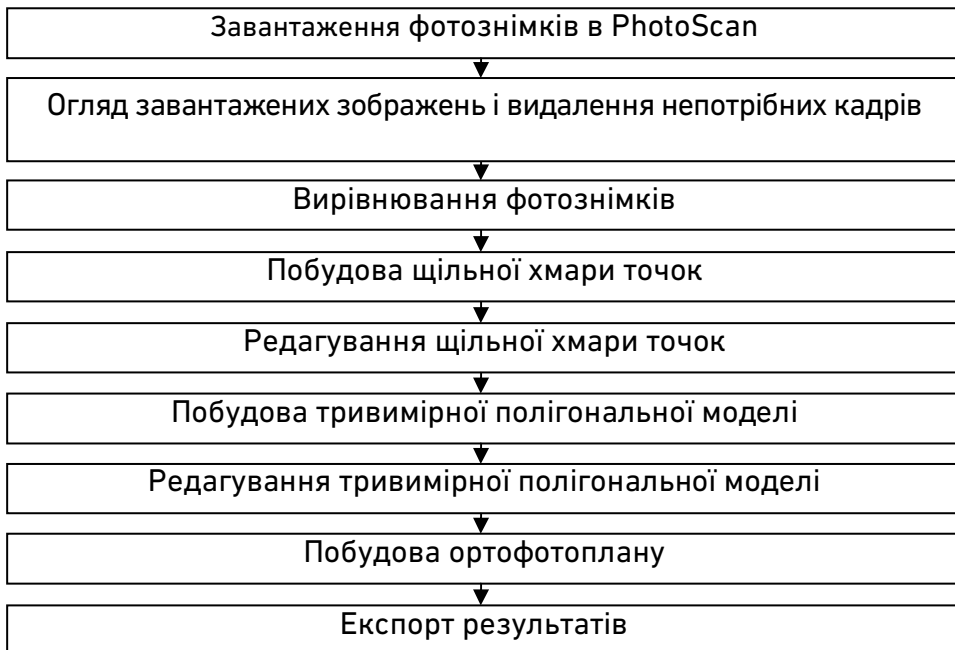 Завантаження фотознімків в PhotoScan
Огляд завантажених зображень і видалення непотрібних кадрів
Вирівнювання фотознімків
Побудова щільної хмари точок
Редагування щільної хмари точок
Побудова тривимірної полігональної моделі
Редагування тривимірної полігональної моделі
Побудова ортофотоплану
Експорт результатів